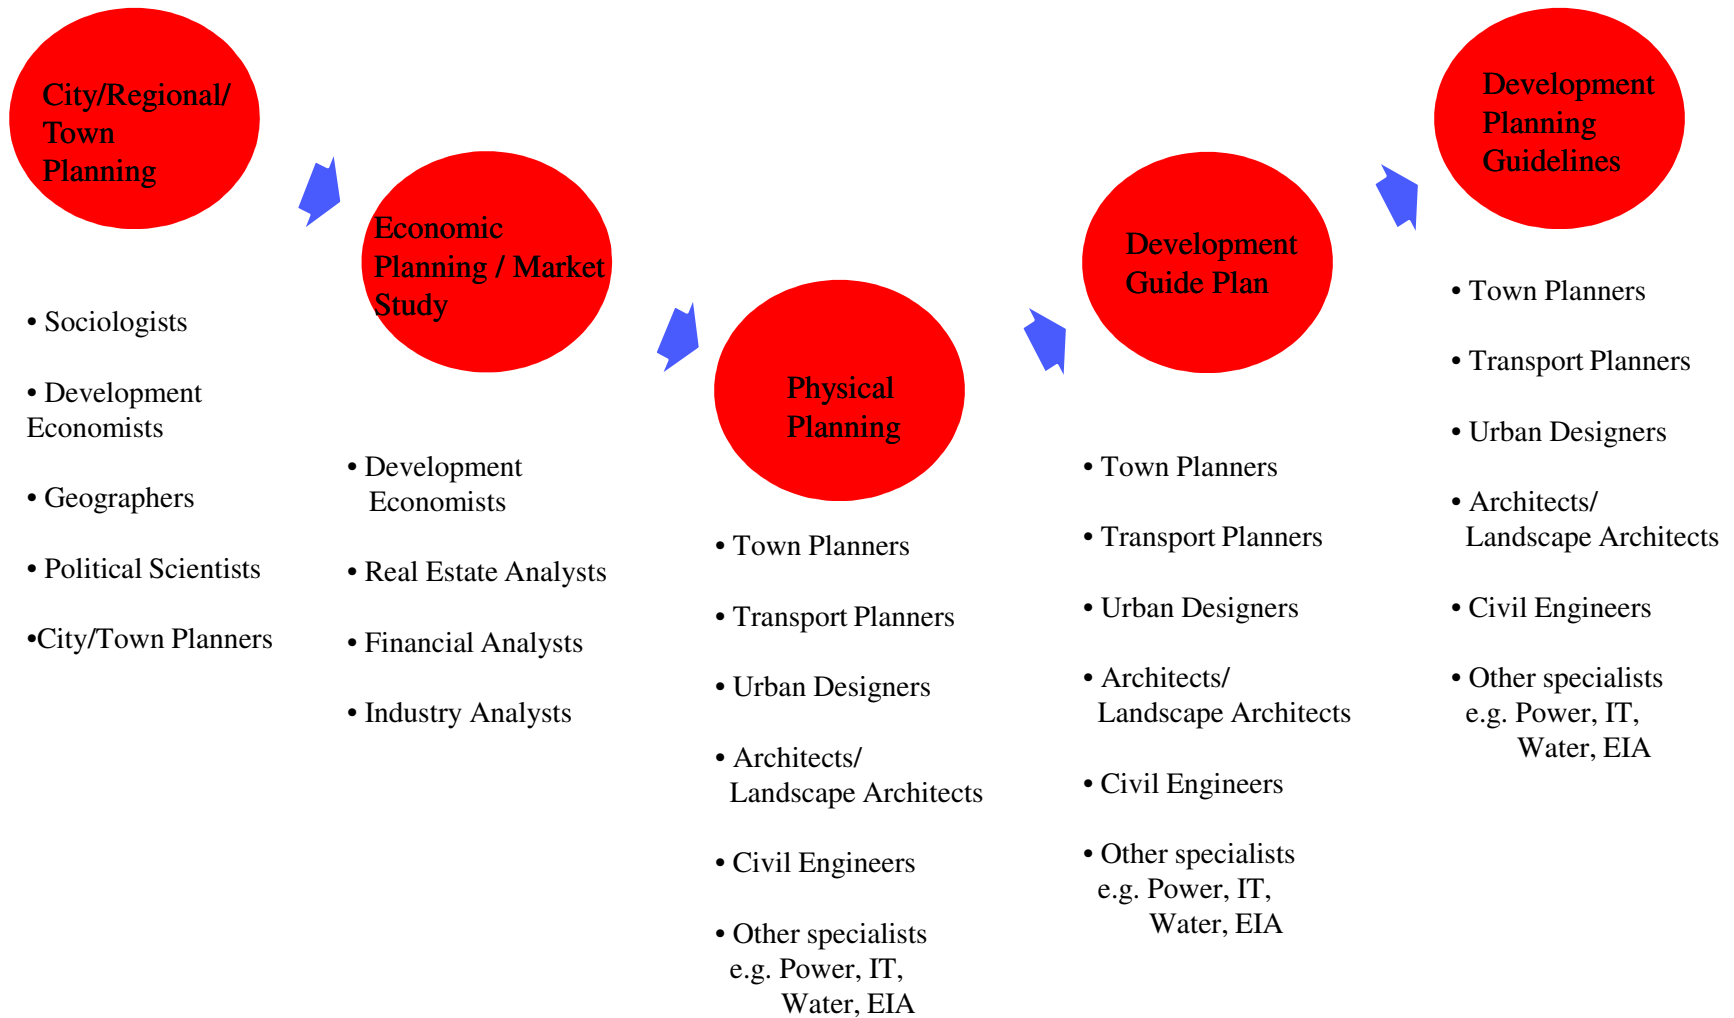 City/Regional/
Town
Planning
• Sociologists
• Development
Economists
• Geographers
• Political Scientists
•City/Town Planners
Economic
Planning / Market
Study
• Development
Economists
• Real Estate Analysts
• Financial Analysts
• Industry Analysts
Physical
Planning
• Town Planners
• Transport Planners
• Urban Designers
• Architects/
Landscape Architects
• Civil Engineers
• Other specialists
e.g. Power, IT,
Water, EIA
Development
Guide Plan
• Town Planners
• Transport Planners
• Urban Designers
• Architects/
Landscape Architects
• Civil Engineers
• Other specialists
e.g. Power, IT,
Water, EIA
Development
Planning
Guidelines
• Town Planners
• Transport Planners
• Urban Designers
• Architects/
Landscape Architects
• Civil Engineers
• Other specialists
e.g. Power, IT,
Water, EIA